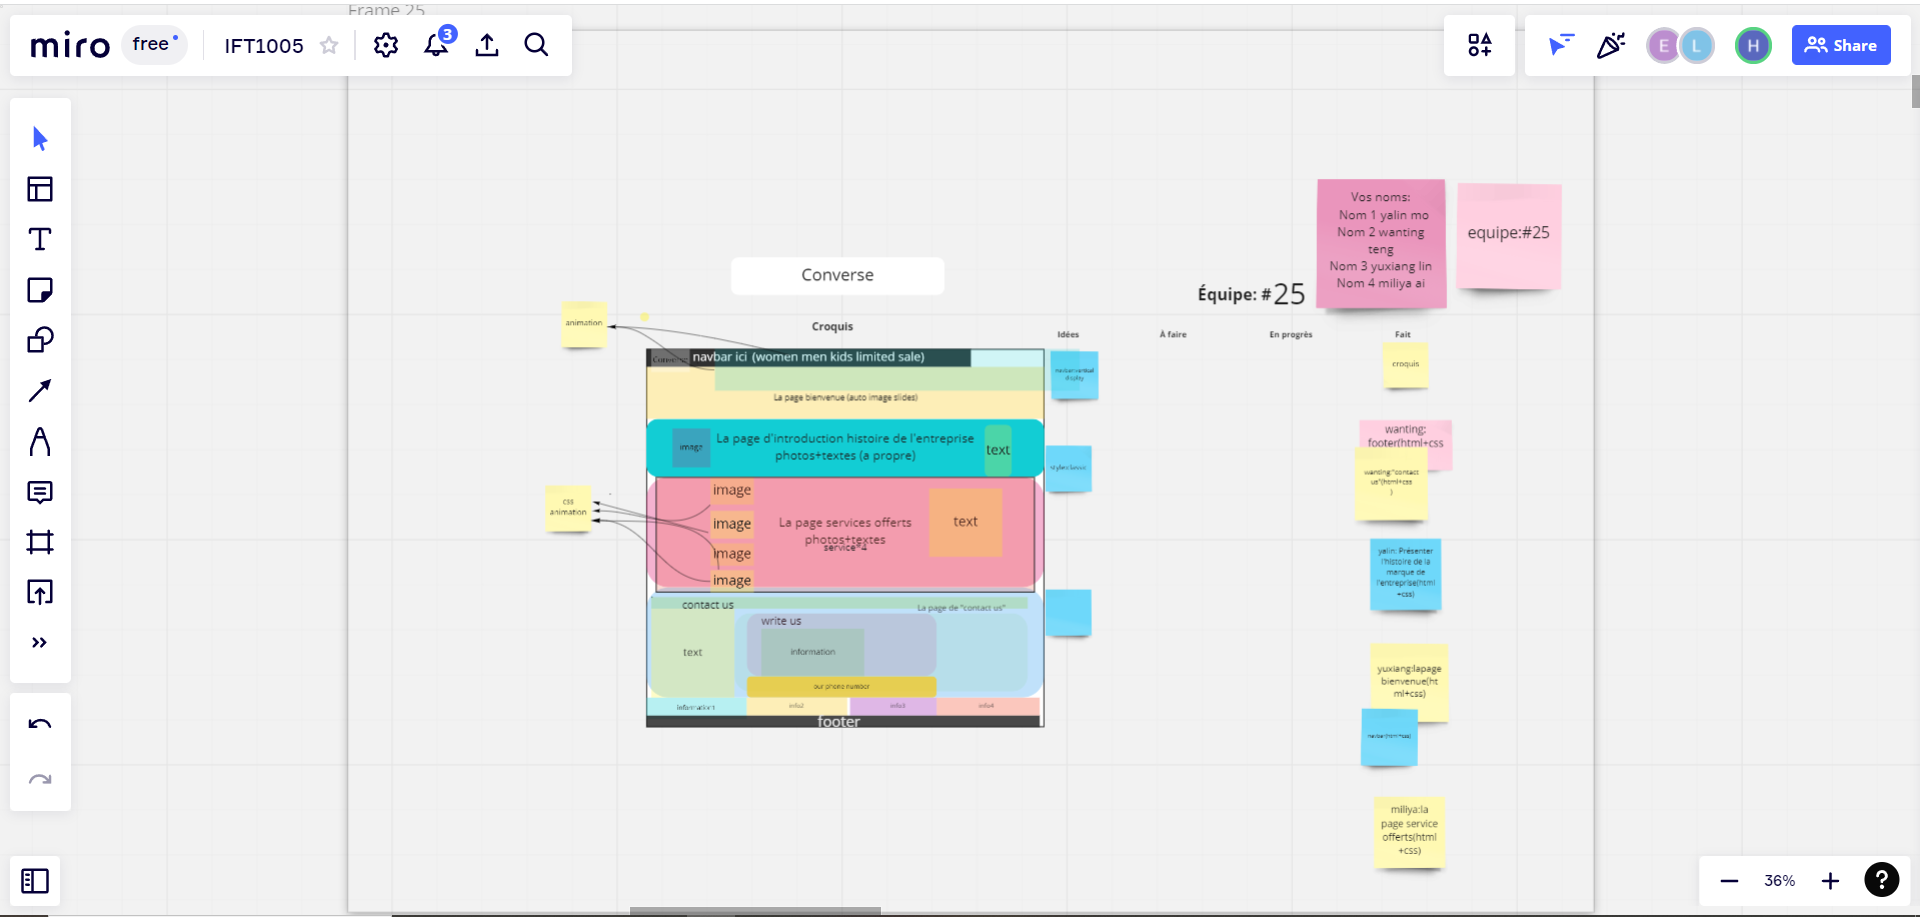 Frame 25
miro
free
IFT1005
3
E
L
H
Share
Vos noms:
Nom 1 yalin mo
Nom 2 wanting
teng
Nom 3 yuxiang lin
Nom 4 miliya ai
equipe:#25
Converse
Équipe: #25
animation
Croquis
Idées
À faire
En progrès
Fait
Converse
navbar ici (women men kids limited sale)
croquis
La page bienvenue (auto image slides)
image
La page d'introduction histoire de l'entreprise
photos+textes (a propre)
text
wanting:
footer(html+css
wanting:"contact
us"(html+css
)
css
animation
image
image
image
image
La page services offerts
photos+textes
service*4
text
yalin: Présenter
l'histoire de la
marque de
l'entreprise(html
+css)
contact us
La page de "contact us"
write us
text
information
our phone number
information1
info2
info3
info4
footer
yuxiang:lapage
bienvenue(ht
ml+css)
navbar(html+css)
miliya:la
page service
offerts(html
+css)
36%
?